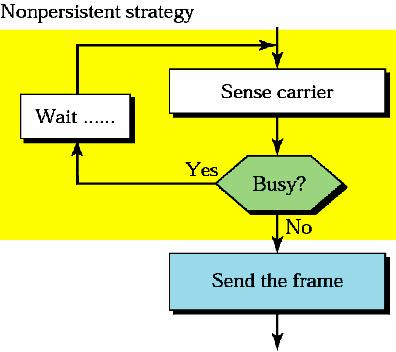 Nonpersistent strategy
Sense carrier
Wait ......
Yes
Busy?
No
Send the frame